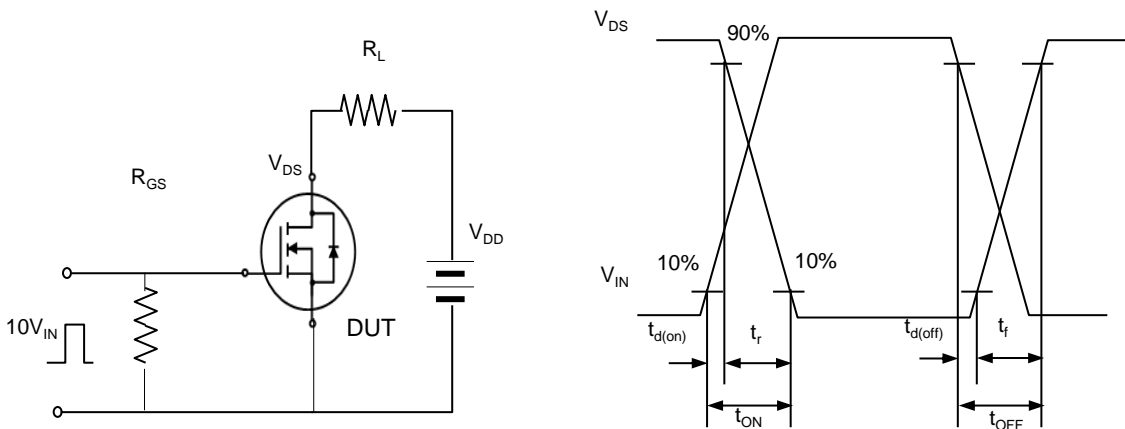 R_L
V_DS
R_GS
V_DD
10V_IN
DUT
V_DS
90%
V_IN
10%
10%
t_d(on)
t_r
t_d(off)
t_f
t_ON
t_OFF